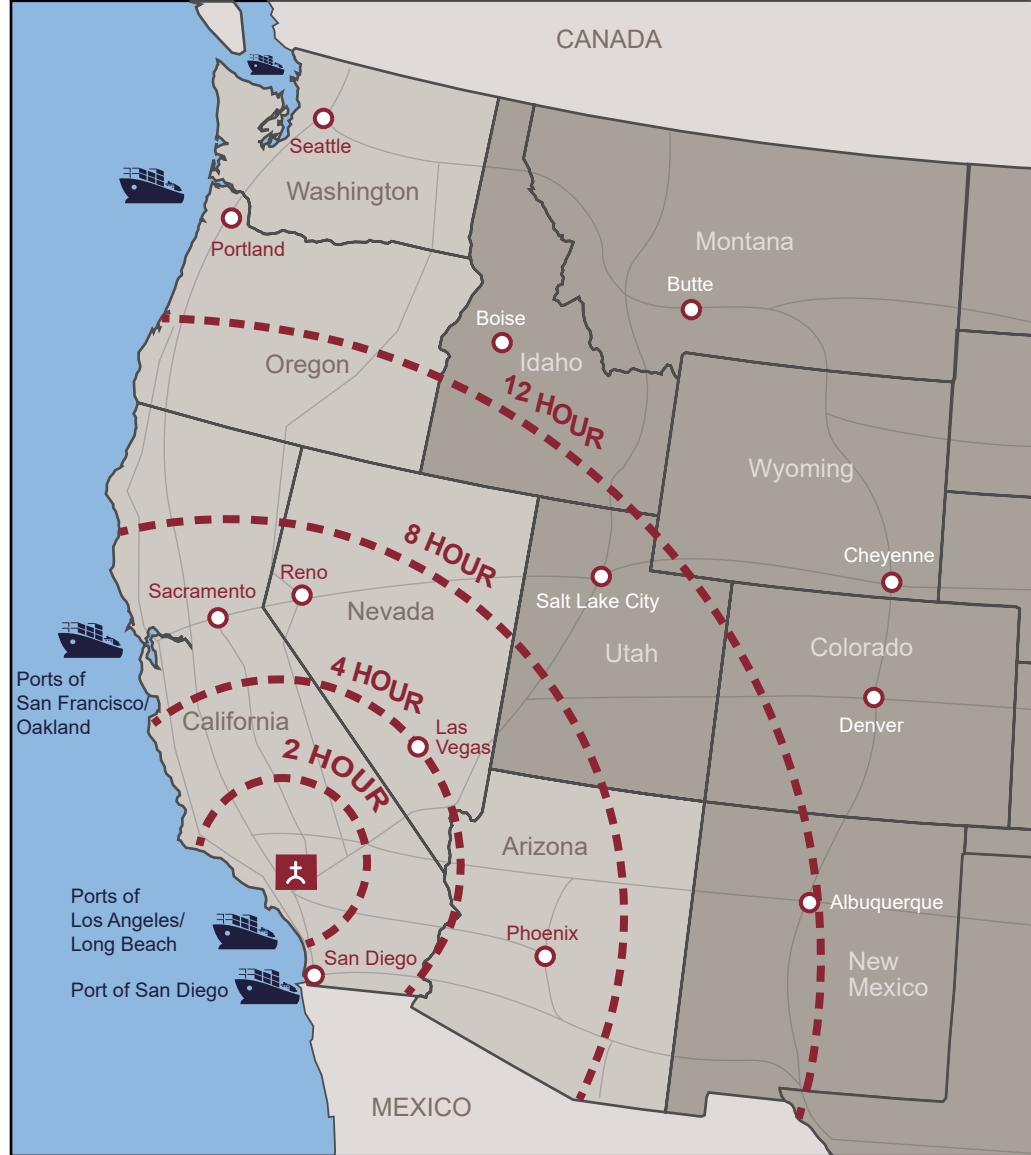 CANADA
Seattle
Washington
Portland
Montana
Butte
Boise
Idaho
Oregon
12 HOUR
Wyoming
8 HOUR
Cheyenne
Reno
Sacramento
Nevada
Salt Lake City
Utah
Colorado
4 HOUR
Ports of
San Francisco/
Oakland
California
Las
Vegas
Denver
2 HOUR
Arizona
Ports of
Los Angeles/
Long Beach
Albuquerque
Phoenix
San Diego
New
Mexico
Port of San Diego
MEXICO